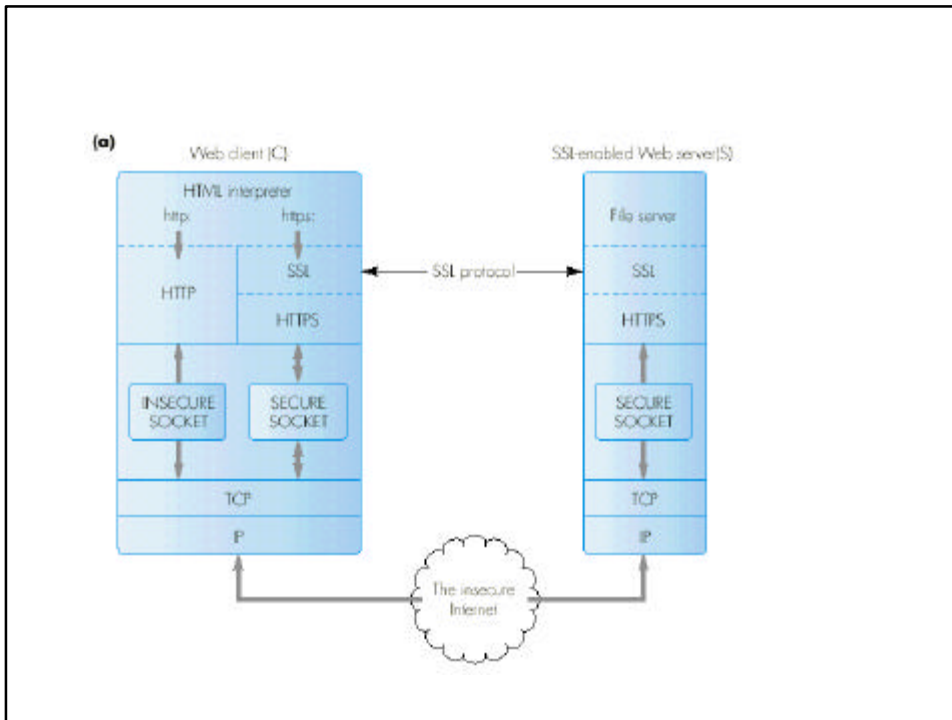 (a)
Web client (C)
SSL-enabled Web server(S)
HTML interpreter
http:
https:
File server
SSL
SSL protocol
SSL
HTTP
HTTPS
HTTPS
INSECURE
SOCKET
SECURE
SOCKET
SECURE
SOCKET
TCP
TCP
IP
IP
The insecure
Internet